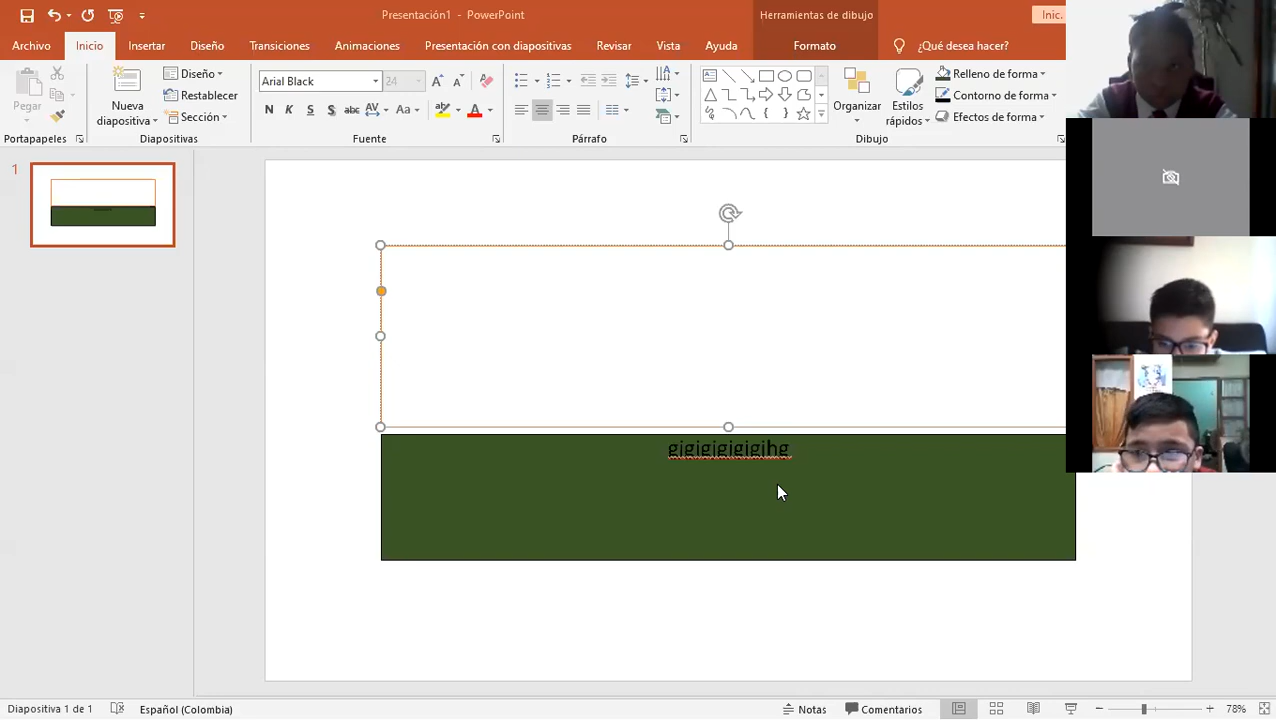 Presentación1 - PowerPoint
Herramientas de dibujo
Inic.
Archivo
Inicio
Insertar
Diseño
Transiciones
Animaciones
Presentación con diapositivas
Revisar
Vista
Ayuda
Formato
¿Qué desea hacer?
Pegar
Nueva
diapositiva
Diseño
Restablecer
Sección
Arial Black
24
N K S S abc AV Aa
Organizar
Estilos
rápidos
Relleno de forma
Contorno de forma
Efectos de forma
Portapapeles
Diapositivas
Fuente
Párrafo
Dibujo
1
gigigigigigihg
Diapositiva 1 de 1
Español (Colombia)
Notas
Comentarios
78%